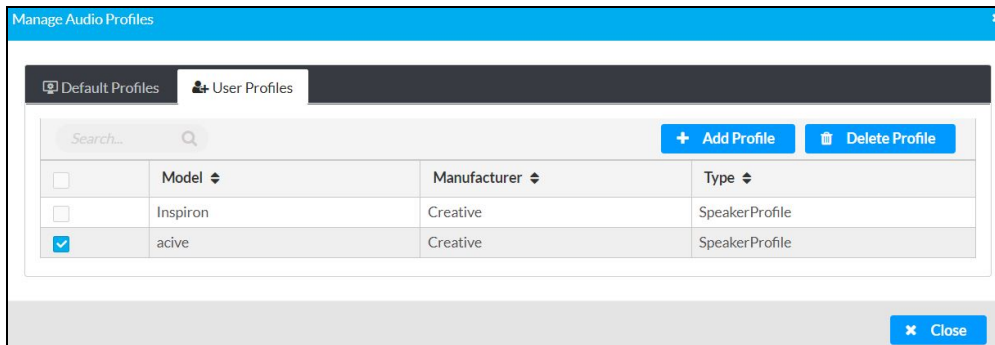 Manage Audio Profiles
Default Profiles User Profiles
Search... Add Profile Delete Profile
Model Manufacturer Type
Inspiron Creative SpeakerProfile
acive Creative SpeakerProfile
Close